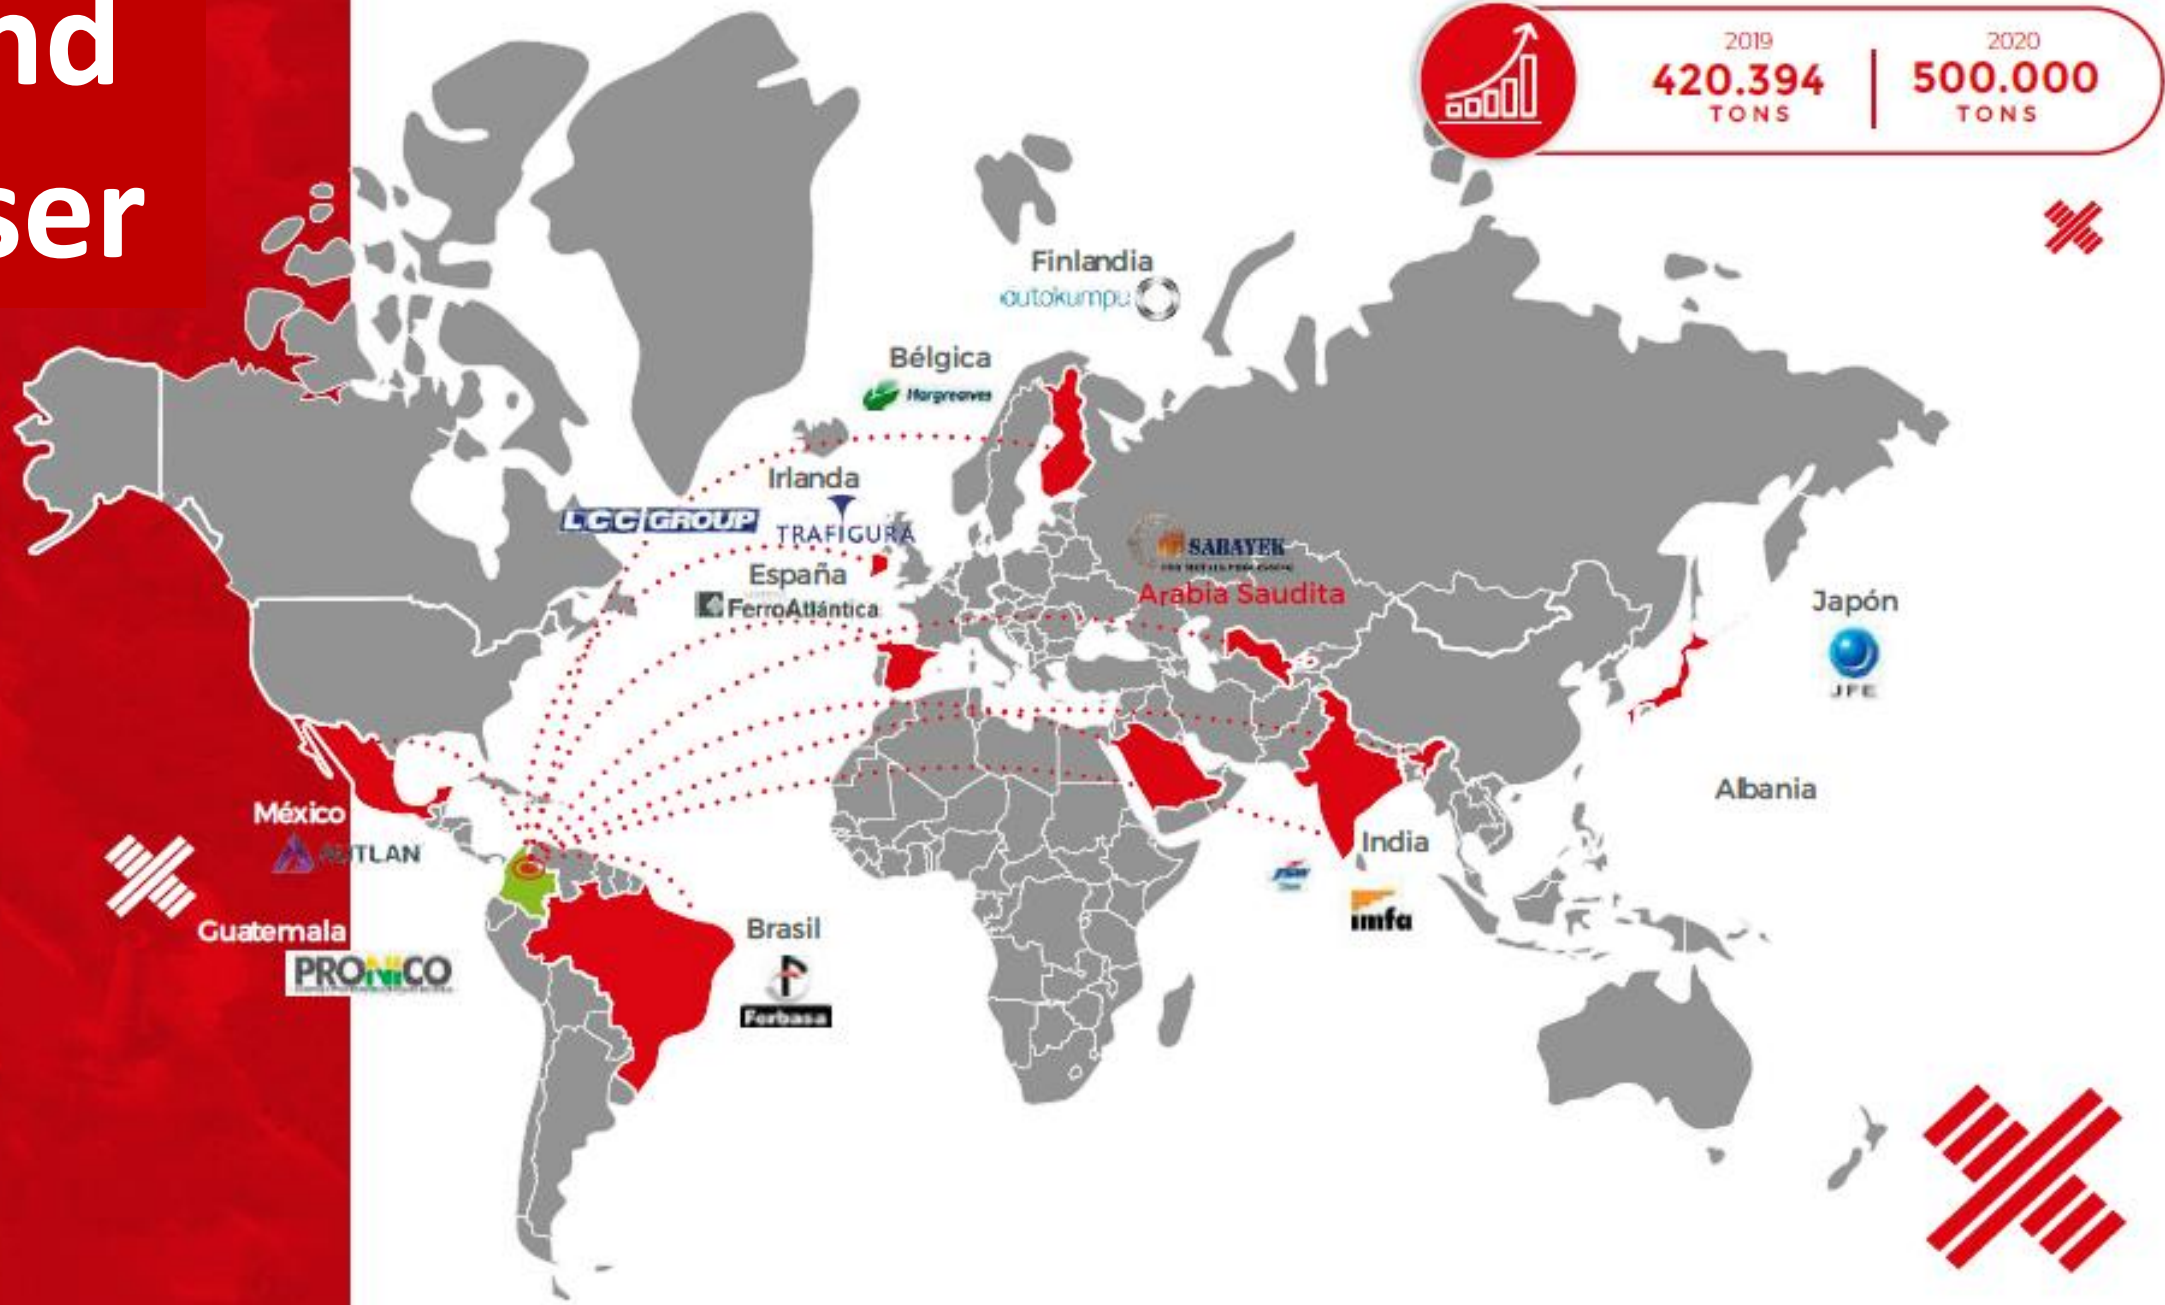 nd
ser
2019
420.394
TONS
2020
500.000
TONS
Finlandia
outokumpu
Bélgica
Hargreaves
Irlanda
LCC GROUP
TRAFIGURA
España
FerroAtlántica
SABAYEK
Arabia Saudita
Japón
JFE
Albania
México
AUTLAN
Guatemala
PRONiCO
India
JSW
imfa
Brasil
Ferbasa